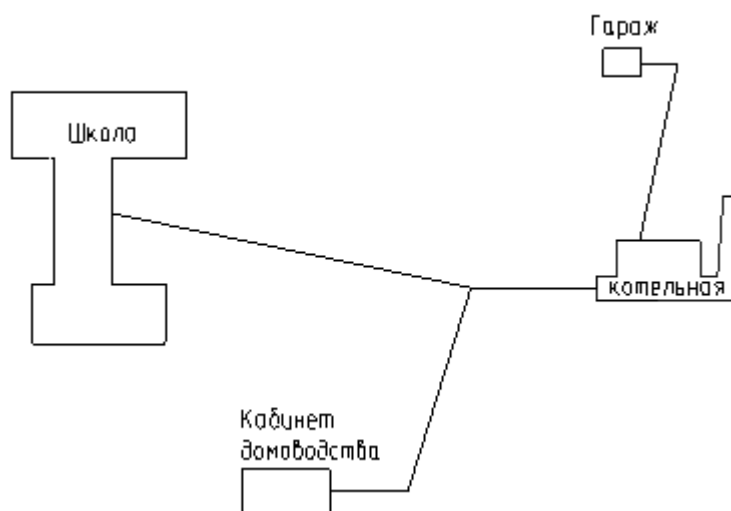 Гараж
Школа
котельная
Кабинет
домоводства